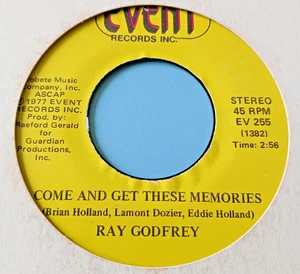 EVENT
RECORDS INC.
Jobete Music
Company, Inc.
ASCAP
℗1977 EVENT
RECORDS INC.
Prod. by:
Raeford Gerald
for
Guardian
Productions,
Inc.
STEREO
45 RPM
EV 255
(1382)
Time: 2:56
COME AND GET THESE MEMORIES
(Brian Holland, Lamont Dozier, Eddie Holland)
RAY GODFREY